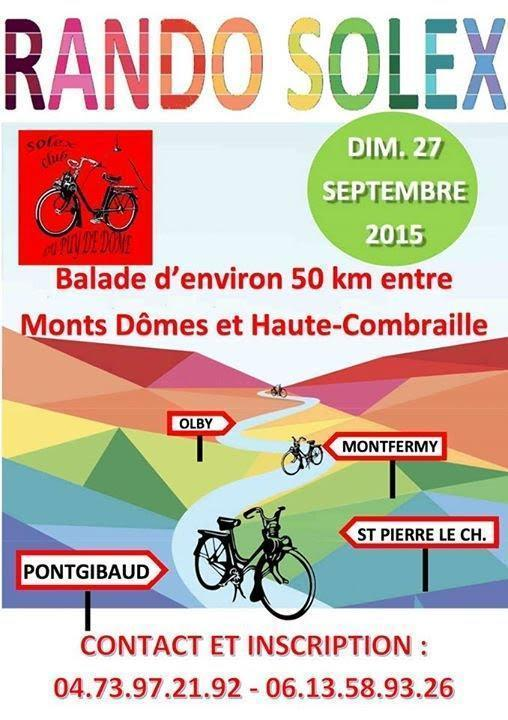 RANDO SOLEX
solex
club
du PUY DE DOME
DIM. 27
SEPTEMBRE
2015
Balade d'environ 50 km entre
Monts Dômes et Haute-Combraille
OLBY
MONTFERMY
ST PIERRE LE CH.
PONTGIBAUD
CONTACT ET INSCRIPTION :
04.73.97.21.92 - 06.13.58.93.26